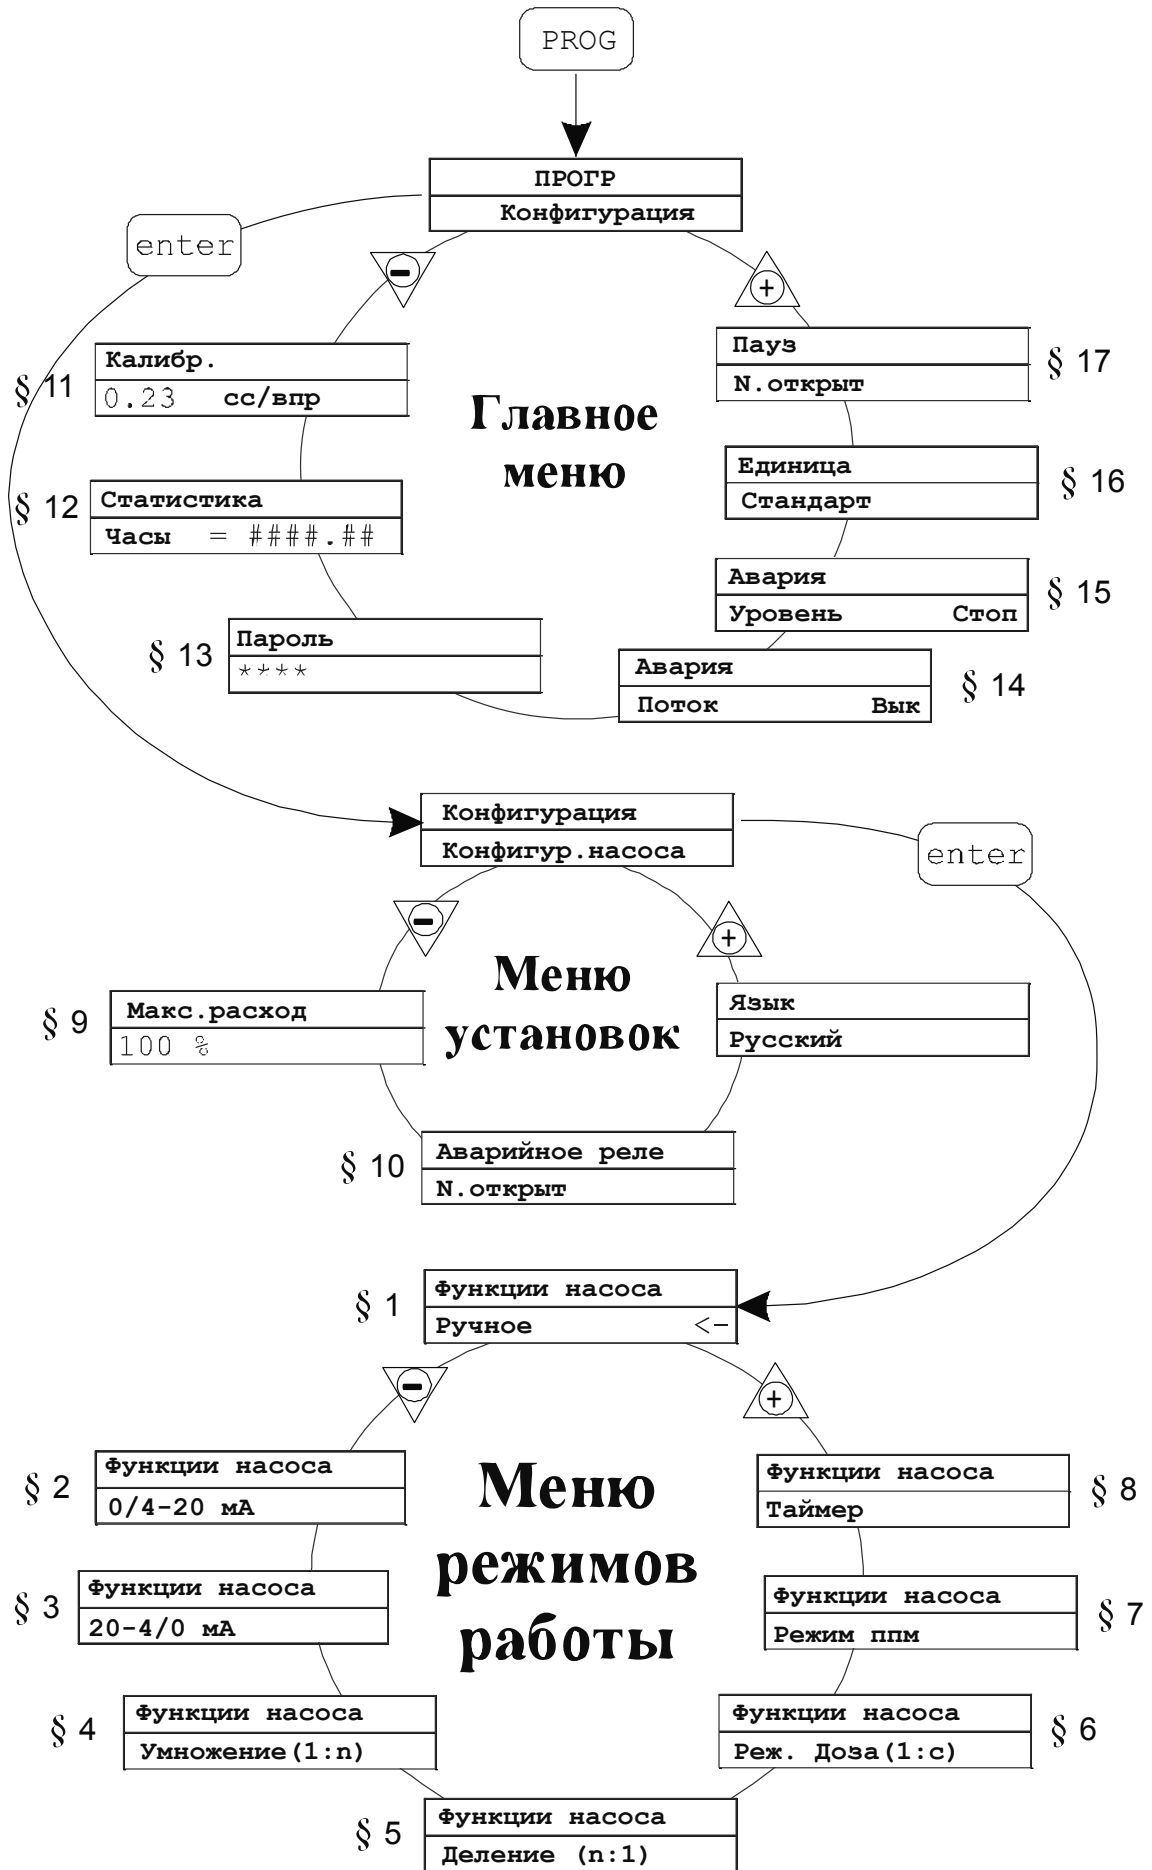 PROG
ПРОГР
Конфигурация
enter
−
+
Калибр.
0.23 сс/впр
§ 11
Пауз
N.открыт
§ 17
Главное
меню
Статистика
Часы = ####.##
§ 12
Единица
Стандарт
§ 16
Авария
Уровень Стоп
§ 15
Пароль
****
§ 13
Авария
Поток Вык
§ 14
Конфигурация
Конфигур.насоса
enter
−
+
Меню
установок
§ 9
Макс.расход
100 %
Язык
Русский
§ 10
Аварийное реле
N.открыт
§ 1
Функции насоса
Ручное <-
−
+
Меню
режимов
работы
§ 2
Функции насоса
0/4-20 мА
§ 8
Функции насоса
Таймер
§ 3
Функции насоса
20-4/0 мА
§ 7
Функции насоса
Режим ппм
§ 4
Функции насоса
Умножение(1:n)
§ 6
Функции насоса
Реж. Доза(1:с)
§ 5
Функции насоса
Деление (n:1)